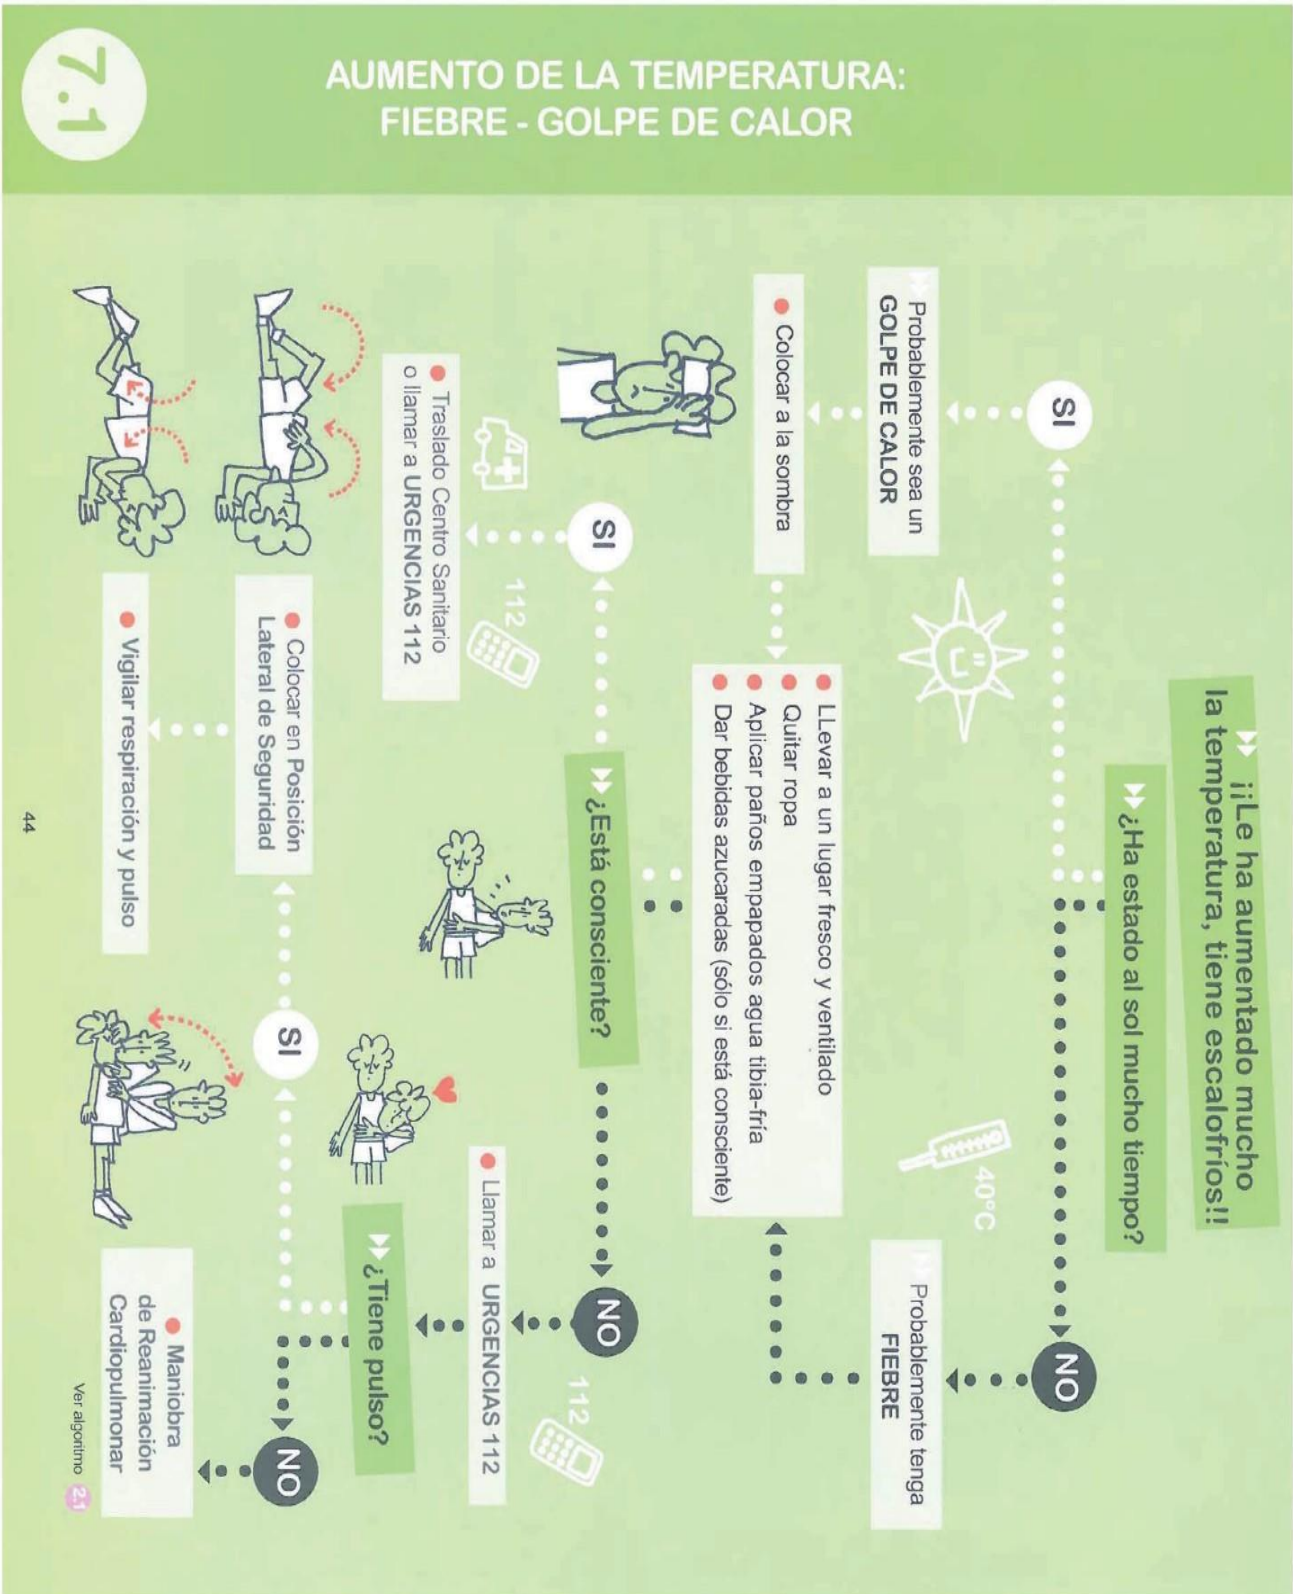 7.1
AUMENTO DE LA TEMPERATURA:
FIEBRE - GOLPE DE CALOR
¡¡Le ha aumentado mucho
la temperatura, tiene escalofríos!!
¿Ha estado al sol mucho tiempo?
SI
NO
Probablemente sea un
GOLPE DE CALOR
40ºC
Probablemente tenga
FIEBRE
Colocar a la sombra
LLevar a un lugar fresco y ventilado
Quitar ropa
Aplicar paños empapados agua tibia-fría
Dar bebidas azucaradas (sólo si está consciente)
¿Está consciente?
SI
NO
112
112
Traslado Centro Sanitario
o llamar a URGENCIAS 112
Llamar a URGENCIAS 112
¿Tiene pulso?
SI
NO
Colocar en Posición
Lateral de Seguridad
Vigilar respiración y pulso
Maniobra
de Reanimación
Cardiopulmonar
Ver algoritmo 2.1
44